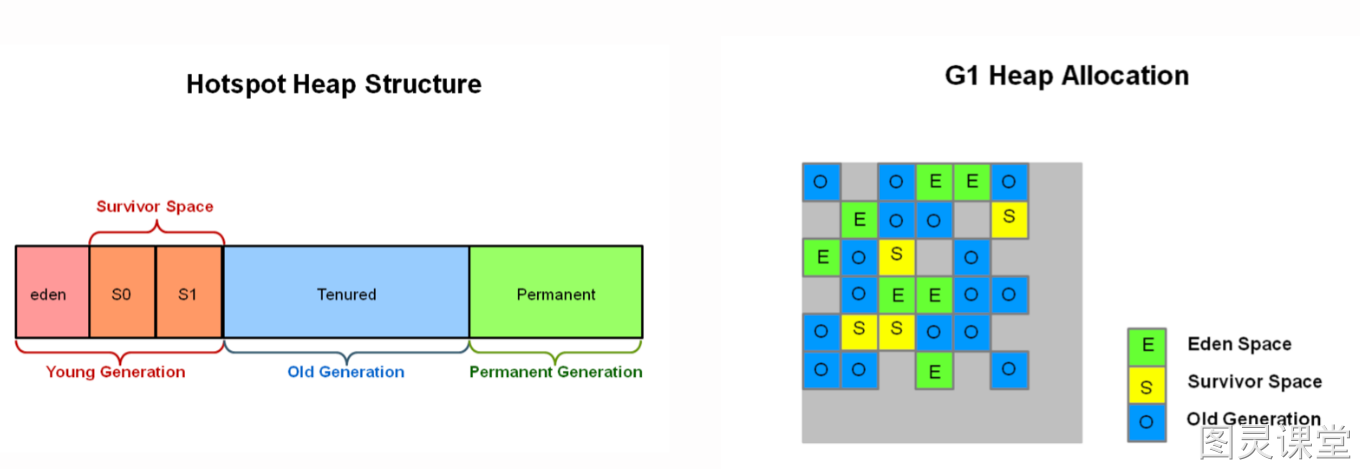 Hotspot Heap Structure
Survivor Space
eden
S0
S1
Tenured
Permanent
Young Generation
Old Generation
Permanent Generation
G1 Heap Allocation
O O E E O
E O O S
E O S O
O E E O O
O S S O O
O O E O
E Eden Space
S Survivor Space
O Old Generation
图灵课堂